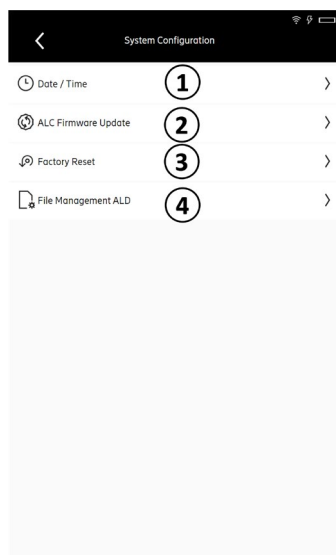 System Configuration
Date / Time 1
ALC Firmware Update 2
Factory Reset 3
File Management ALD 4